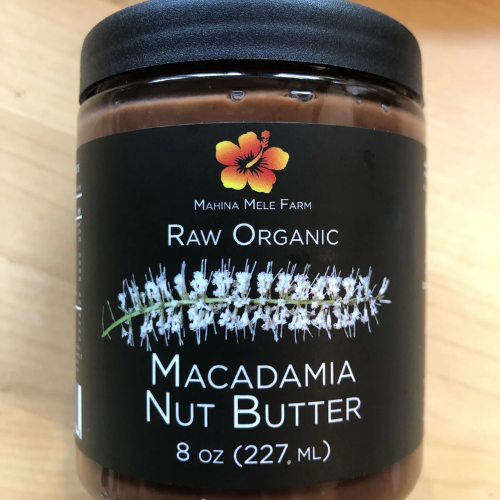 Mahina Mele Farm
Raw Organic
Macadamia
Nut Butter
8 oz (227 ml)